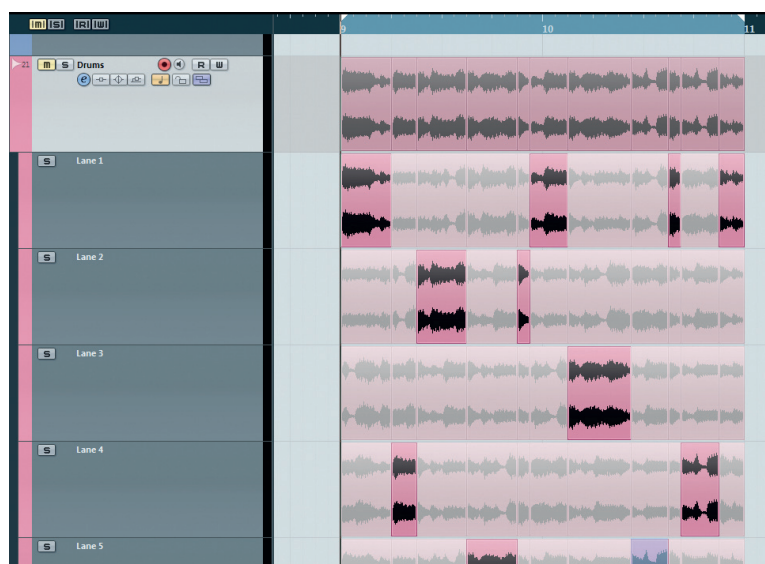 M S R W
9 10 11
21 M S Drums R W
e
S Lane 1
S Lane 2
S Lane 3
S Lane 4
S Lane 5